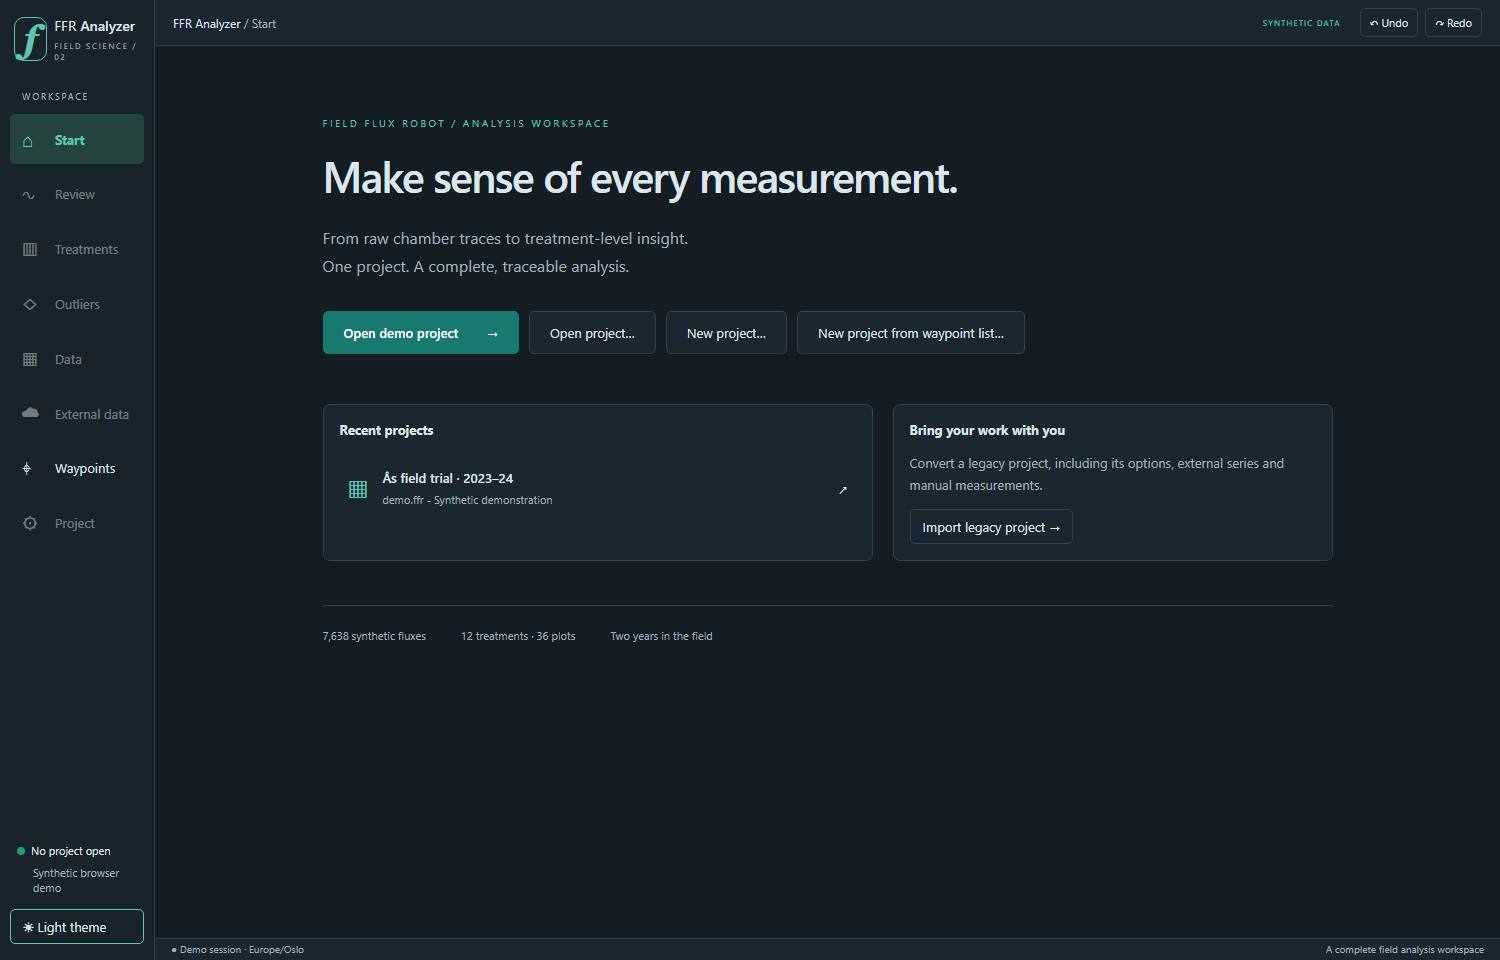 FFR Analyzer
FIELD SCIENCE /
02
WORKSPACE
Start
Review
Treatments
Outliers
Data
External data
Waypoints
Project
No project open
Synthetic browser
demo
☀ Light theme
FFR Analyzer / Start
SYNTHETIC DATA
↶ Undo
↷ Redo
FIELD FLUX ROBOT / ANALYSIS WORKSPACE
Make sense of every measurement.
From raw chamber traces to treatment-level insight.
One project. A complete, traceable analysis.
Open demo project →
Open project...
New project...
New project from waypoint list...
Recent projects
Ås field trial · 2023–24
demo.ffr - Synthetic demonstration
↗
Bring your work with you
Convert a legacy project, including its options, external series and
manual measurements.
Import legacy project →
7,638 synthetic fluxes
12 treatments · 36 plots
Two years in the field
● Demo session · Europe/Oslo
A complete field analysis workspace